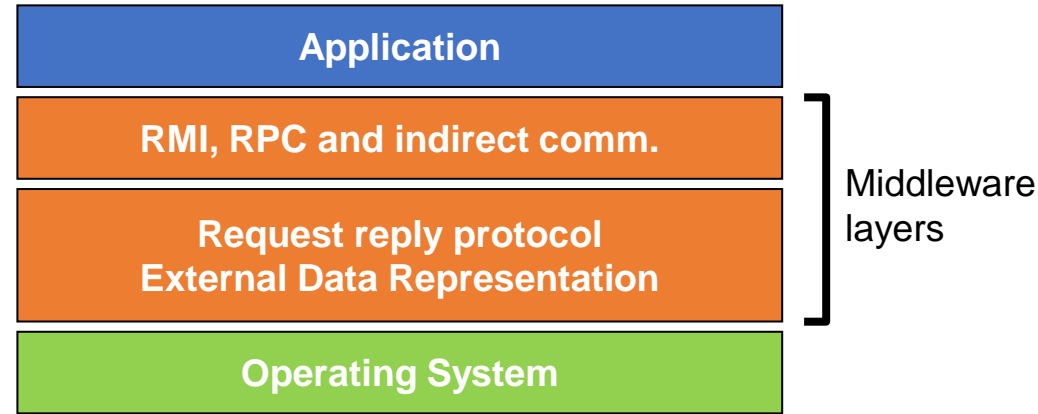 Application
RMI, RPC and indirect comm.
Request reply protocol
External Data Representation
Operating System
Middleware
layers